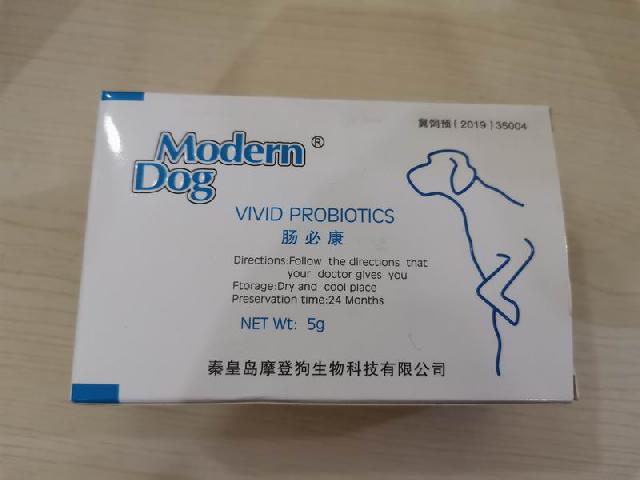 冀饲预(2019)36004
Modern ®
Dog
VIVID PROBIOTICS
肠必康
Directions:Follow the directions that
your doctor gives you
Ftorage:Dry and cool place
Preservation time:24 Months
NET Wt: 5g
秦皇岛摩登狗生物科技有限公司